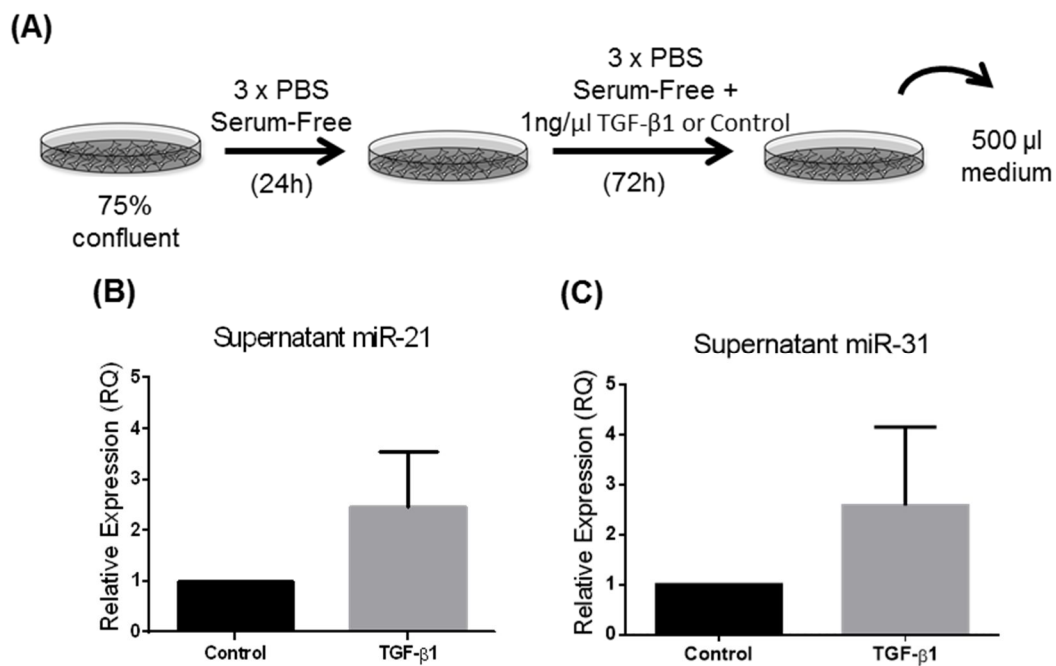 (A)
3 x PBS
Serum-Free
(24h)
75%
confluent
3 x PBS
Serum-Free +
1ng/µl TGF-β1 or Control
(72h)
500 µl
medium
(B)
Supernatant miR-21
Relative Expression (RQ)
5
4
3
2
1
0
Control
TGF-β1
(C)
Supernatant miR-31
Relative Expression (RQ)
5
4
3
2
1
0
Control
TGF-β1